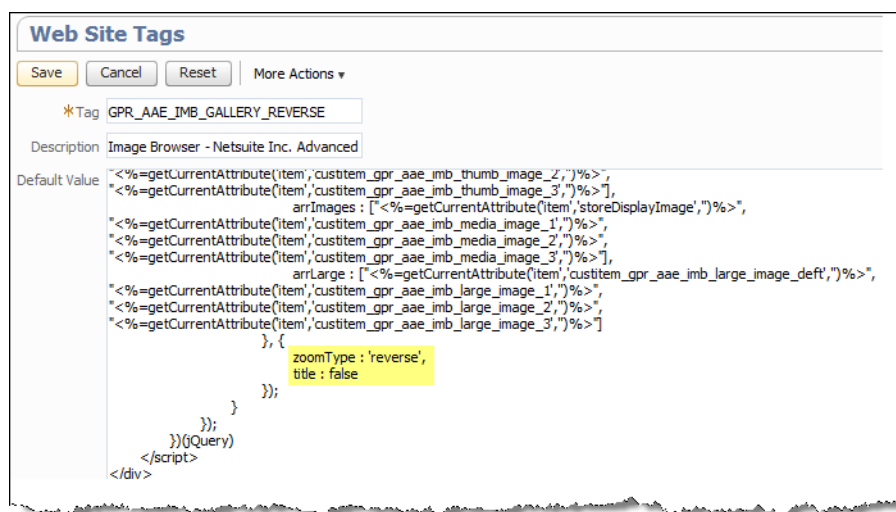 Web Site Tags
Save Cancel Reset More Actions
Tag GPR_AAE_IMB_GALLERY_REVERSE
Description Image Browser - Netsuite Inc. Advanced
Default Value "<%=getCurrentAttribute('item','custitem_gpr_aae_imb_thumb_image_2','')%>",
"<%=getCurrentAttribute('item','custitem_gpr_aae_imb_thumb_image_3','')%>"],
arrImages : ["<%=getCurrentAttribute('item','storeDisplayImage','')%>",
"<%=getCurrentAttribute('item','custitem_gpr_aae_imb_media_image_1','')%>",
"<%=getCurrentAttribute('item','custitem_gpr_aae_imb_media_image_2','')%>",
"<%=getCurrentAttribute('item','custitem_gpr_aae_imb_media_image_3','')%>"],
arrLarge : ["<%=getCurrentAttribute('item','custitem_gpr_aae_imb_large_image_deft','')%>",
"<%=getCurrentAttribute('item','custitem_gpr_aae_imb_large_image_1','')%>",
"<%=getCurrentAttribute('item','custitem_gpr_aae_imb_large_image_2','')%>",
"<%=getCurrentAttribute('item','custitem_gpr_aae_imb_large_image_3','')%>"]
}, {
zoomType : 'reverse',
title : false
});
}
});
})(jQuery)
</script>
</div>